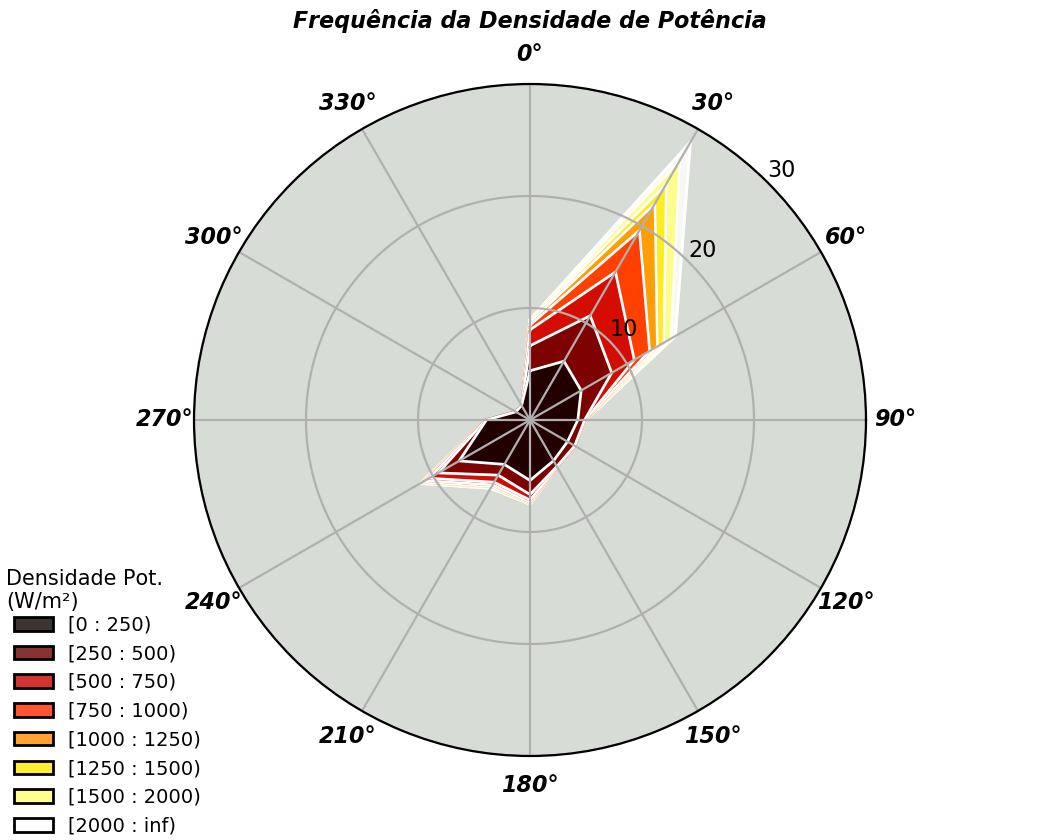 Frequência da Densidade de Potência
0°
330°
30°
30
300°
60°
20
10
270°
90°
240°
120°
210°
150°
180°
Densidade Pot.
(W/m²)
[0 : 250)
[250 : 500)
[500 : 750)
[750 : 1000)
[1000 : 1250)
[1250 : 1500)
[1500 : 2000)
[2000 : inf)